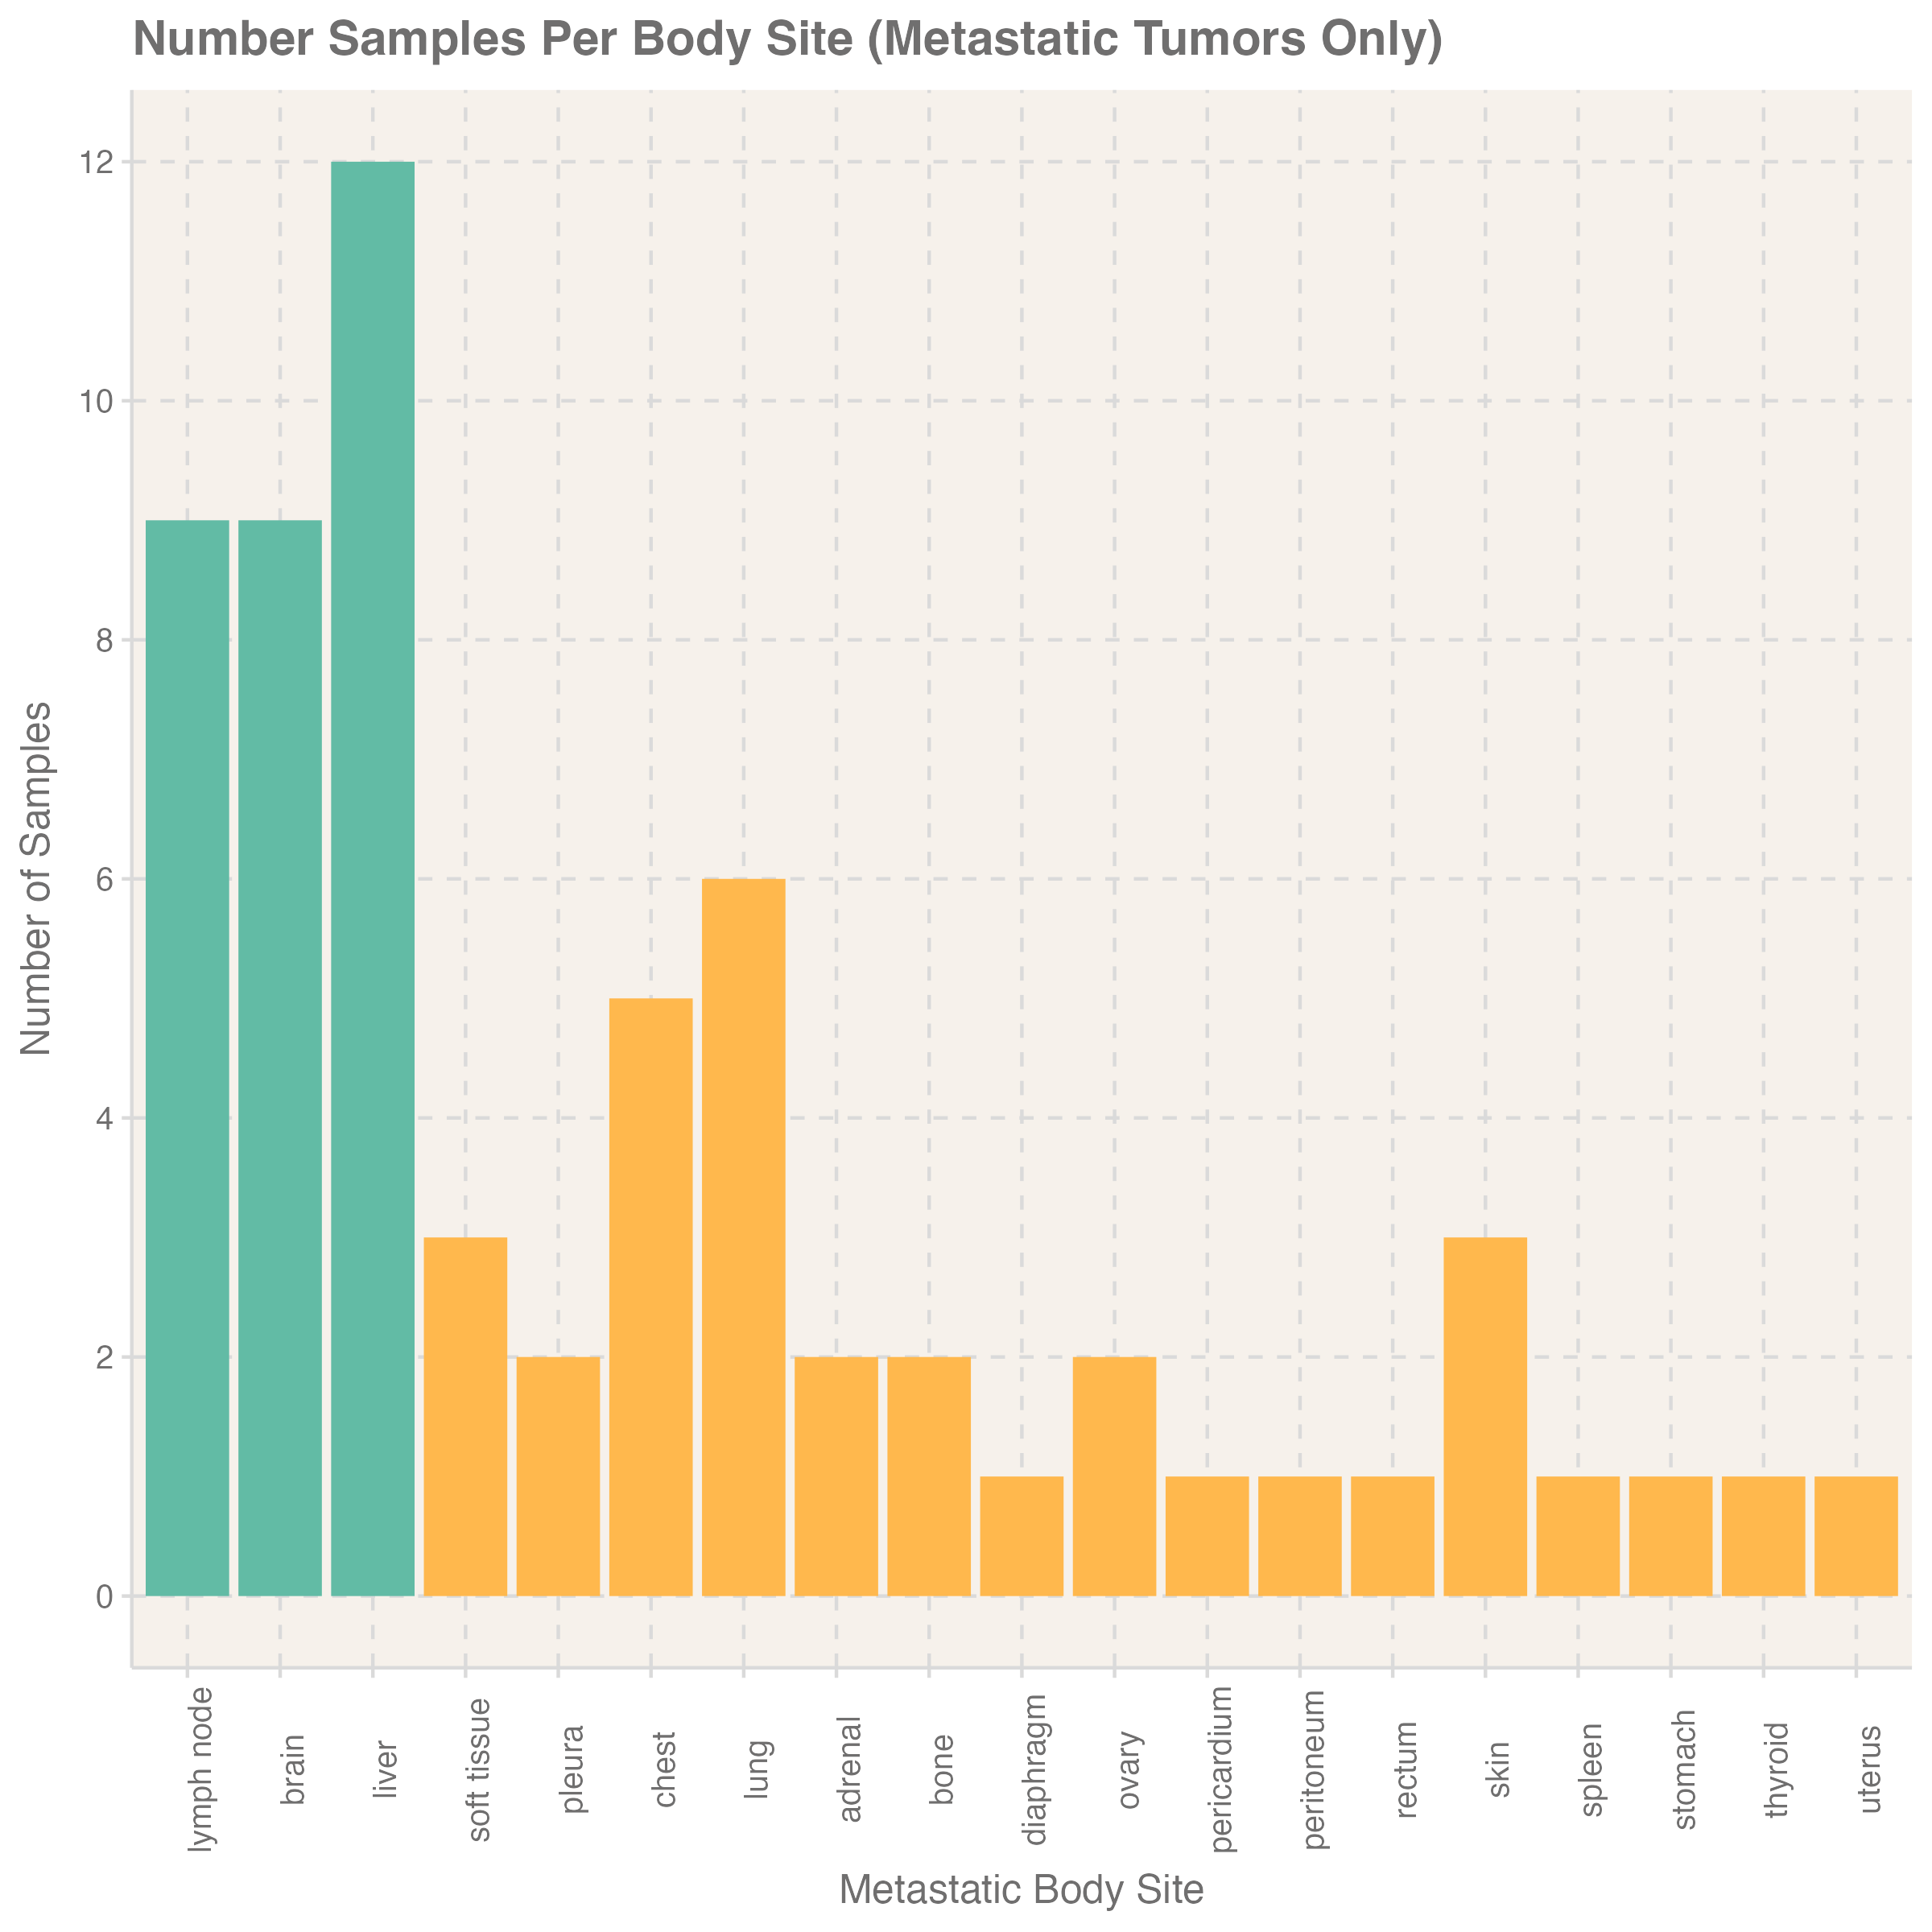 Number Samples Per Body Site (Metastatic Tumors Only)
12
10
8
6
4
2
0
Number of Samples
lymph node
brain
liver
soft tissue
pleura
chest
lung
adrenal
bone
diaphragm
ovary
pericardium
peritoneum
rectum
skin
spleen
stomach
thyroid
uterus
Metastatic Body Site